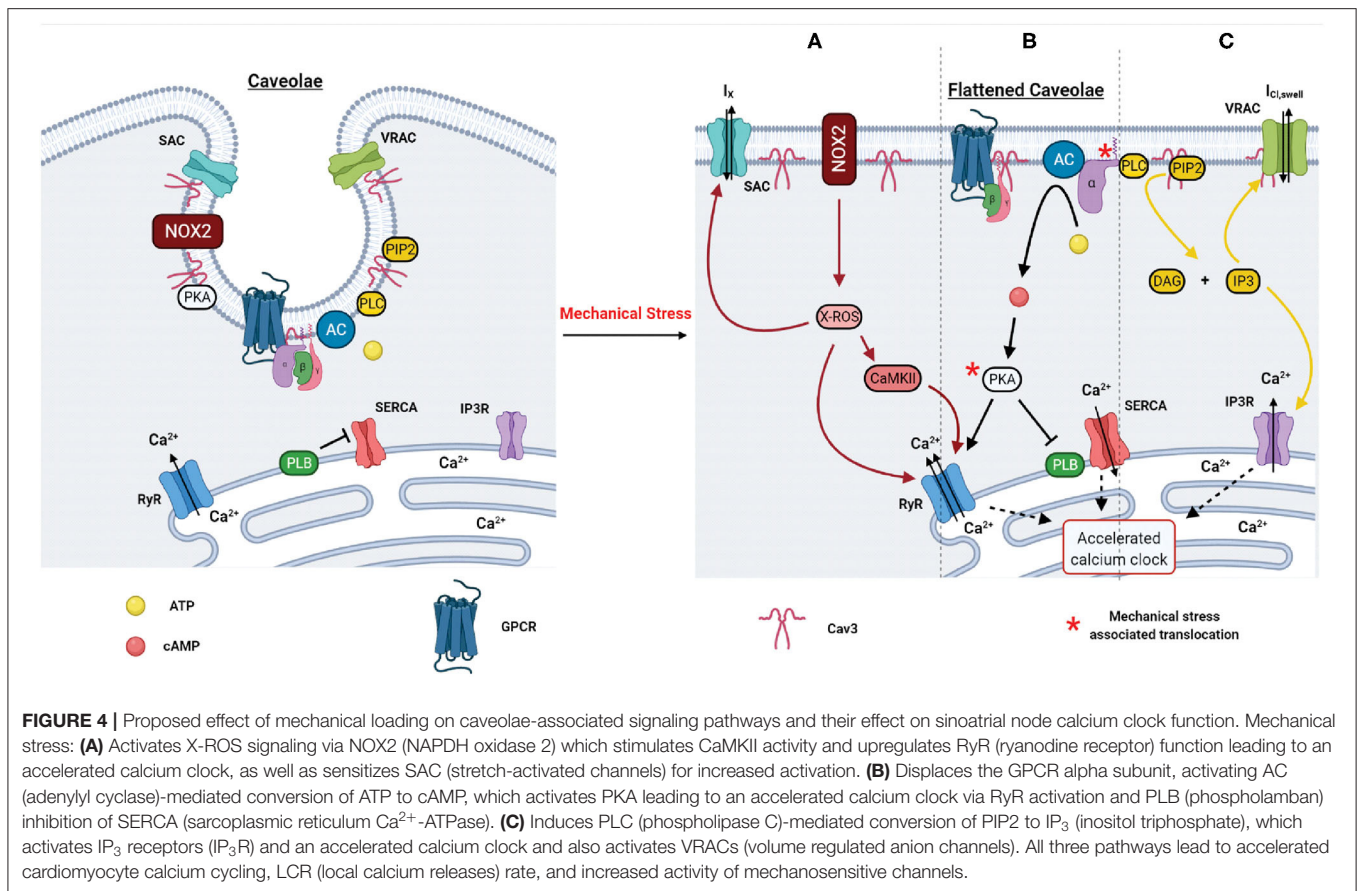 A
B
C
Caveolae
SAC
VRAC
NOX2
PKA
PIP2
PLC
AC
α
β
γ
SERCA
IP3R
Ca2+
PLB
RyR
Ca2+
Ca2+
Ca2+
Mechanical Stress
Flattened Caveolae
IX
SAC
NOX2
β
γ
AC
α
*
PLC
PIP2
VRAC
ICl,swell
DAG + IP3
X-ROS
CaMKII
* PKA
Ca2+
SERCA
Ca2+
IP3R
Ca2+
PLB
Ca2+
RyR
Ca2+
Ca2+
Accelerated
calcium clock
ATP
cAMP
GPCR
Cav3
* Mechanical stress
associated translocation
FIGURE 4 | Proposed effect of mechanical loading on caveolae-associated signaling pathways and their effect on sinoatrial node calcium clock function. Mechanical
stress: (A) Activates X-ROS signaling via NOX2 (NAPDH oxidase 2) which stimulates CaMKII activity and upregulates RyR (ryanodine receptor) function leading to an
accelerated calcium clock, as well as sensitizes SAC (stretch-activated channels) for increased activation. (B) Displaces the GPCR alpha subunit, activating AC
(adenylyl cyclase)-mediated conversion of ATP to cAMP, which activates PKA leading to an accelerated calcium clock via RyR activation and PLB (phospholamban)
inhibition of SERCA (sarcoplasmic reticulum Ca2+-ATPase). (C) Induces PLC (phospholipase C)-mediated conversion of PIP2 to IP3 (inositol triphosphate), which
activates IP3 receptors (IP3R) and an accelerated calcium clock and also activates VRACs (volume regulated anion channels). All three pathways lead to accelerated
cardiomyocyte calcium cycling, LCR (local calcium releases) rate, and increased activity of mechanosensitive channels.